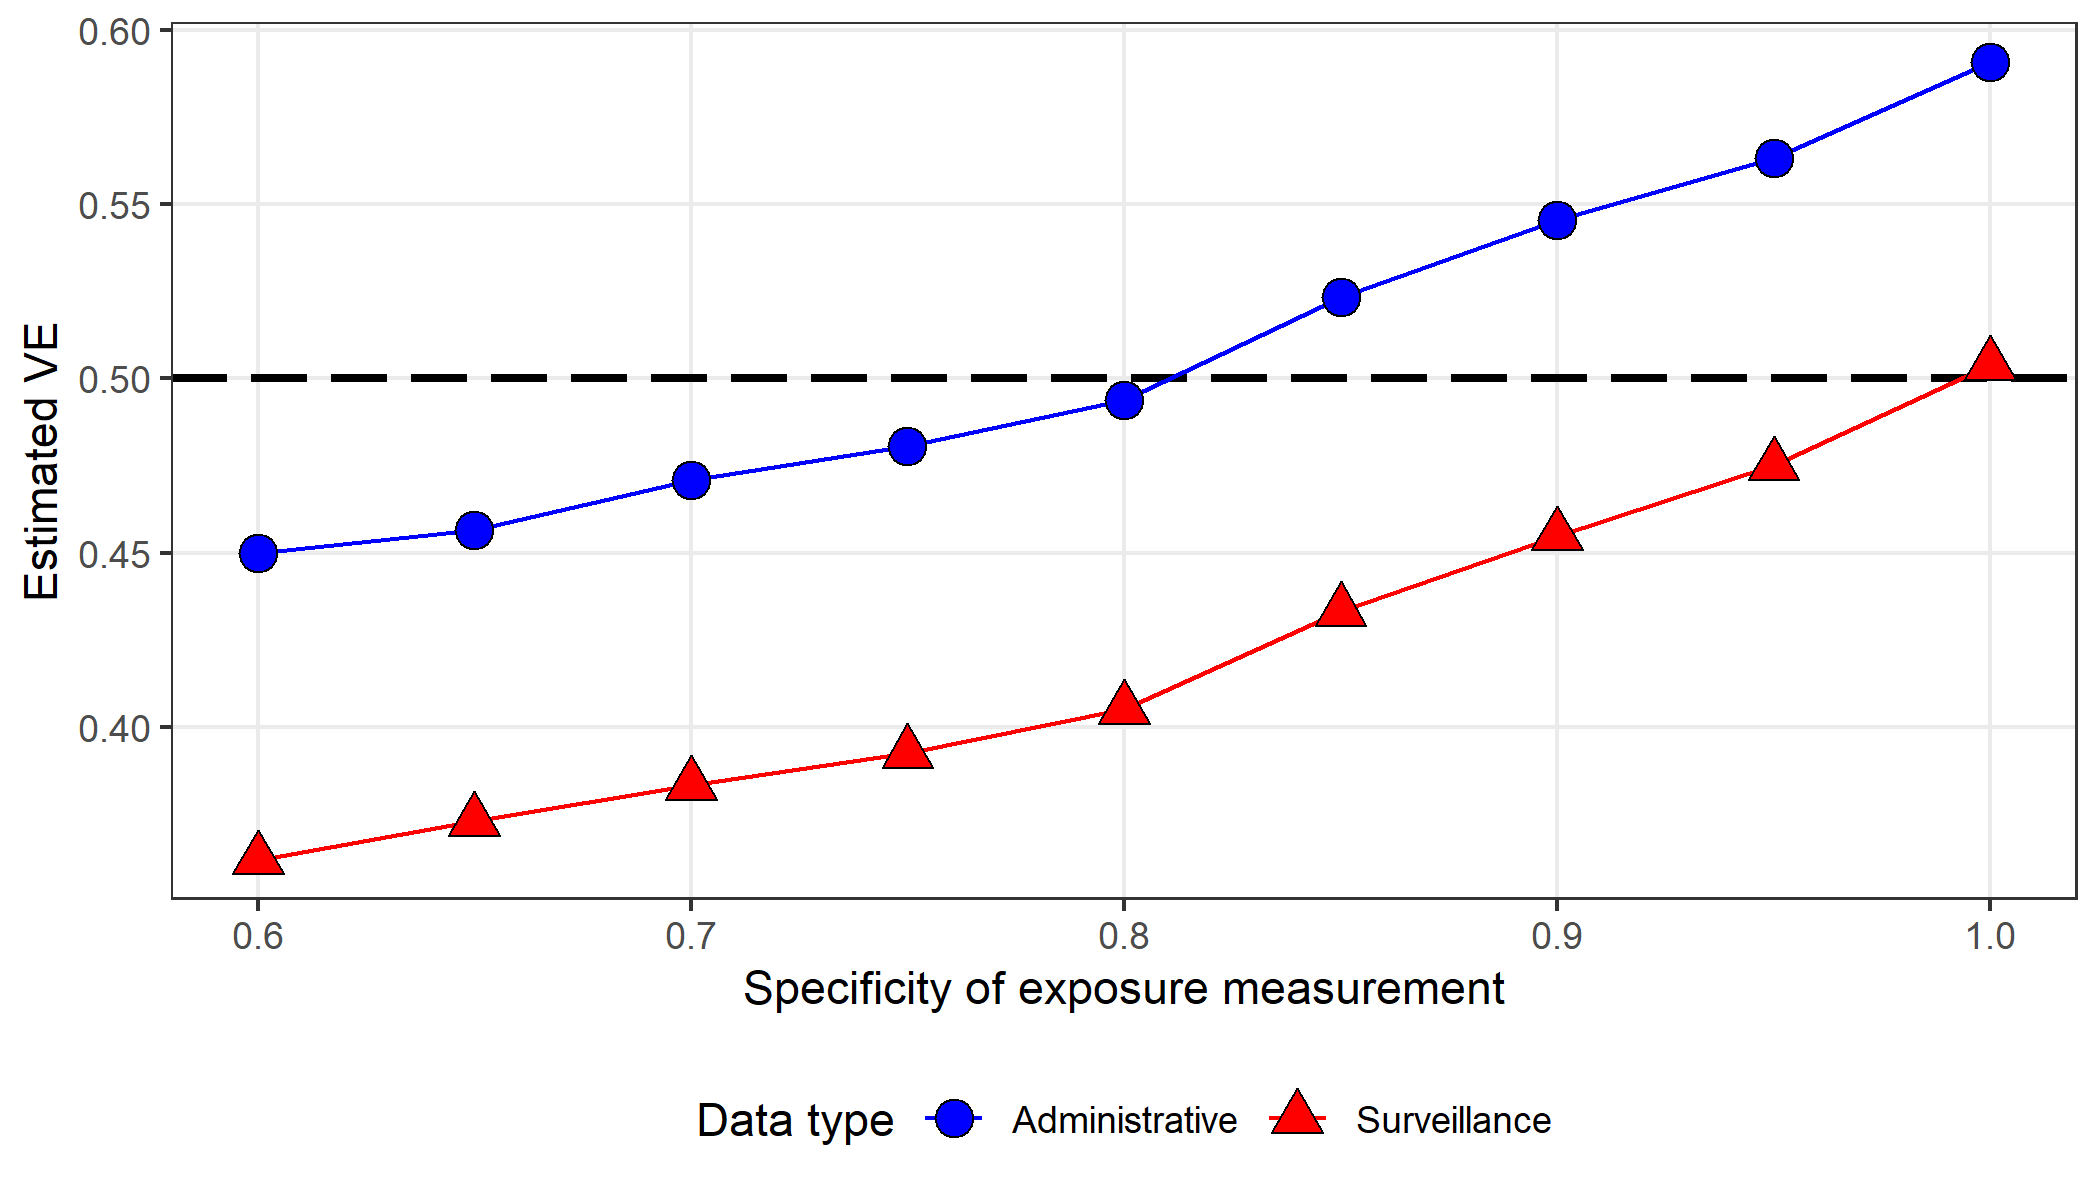 Estimated VE
0.60
0.55
0.50
0.45
0.40
0.6 0.7 0.8 0.9 1.0
Specificity of exposure measurement
Data type Administrative Surveillance